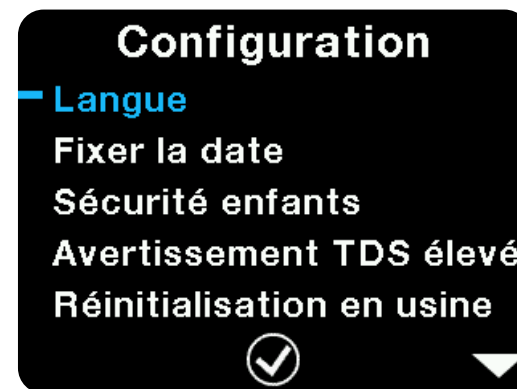 Configuration
Langue
Fixer la date
Sécurité enfants
Avertissement TDS élevé
Réinitialisation en usine